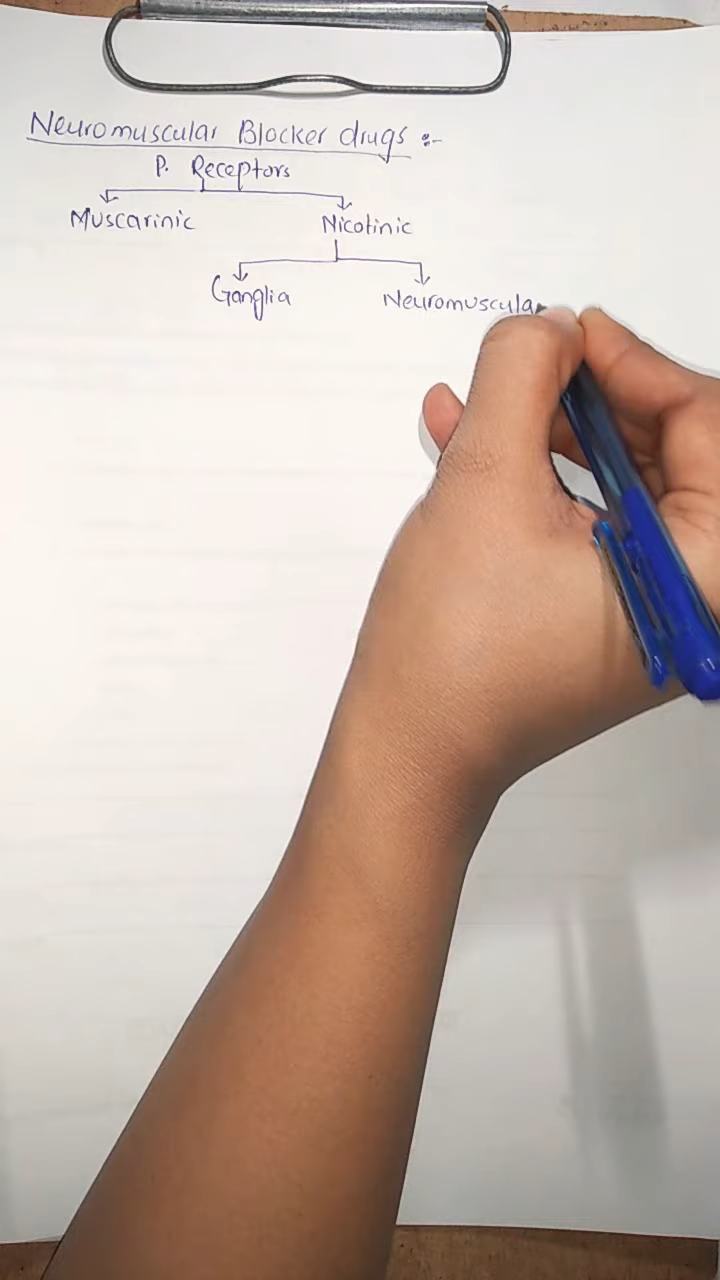 Neuromuscular Blocker drugs :-
P. Receptors
Muscarinic Nicotinic
Ganglia Neuromuscula